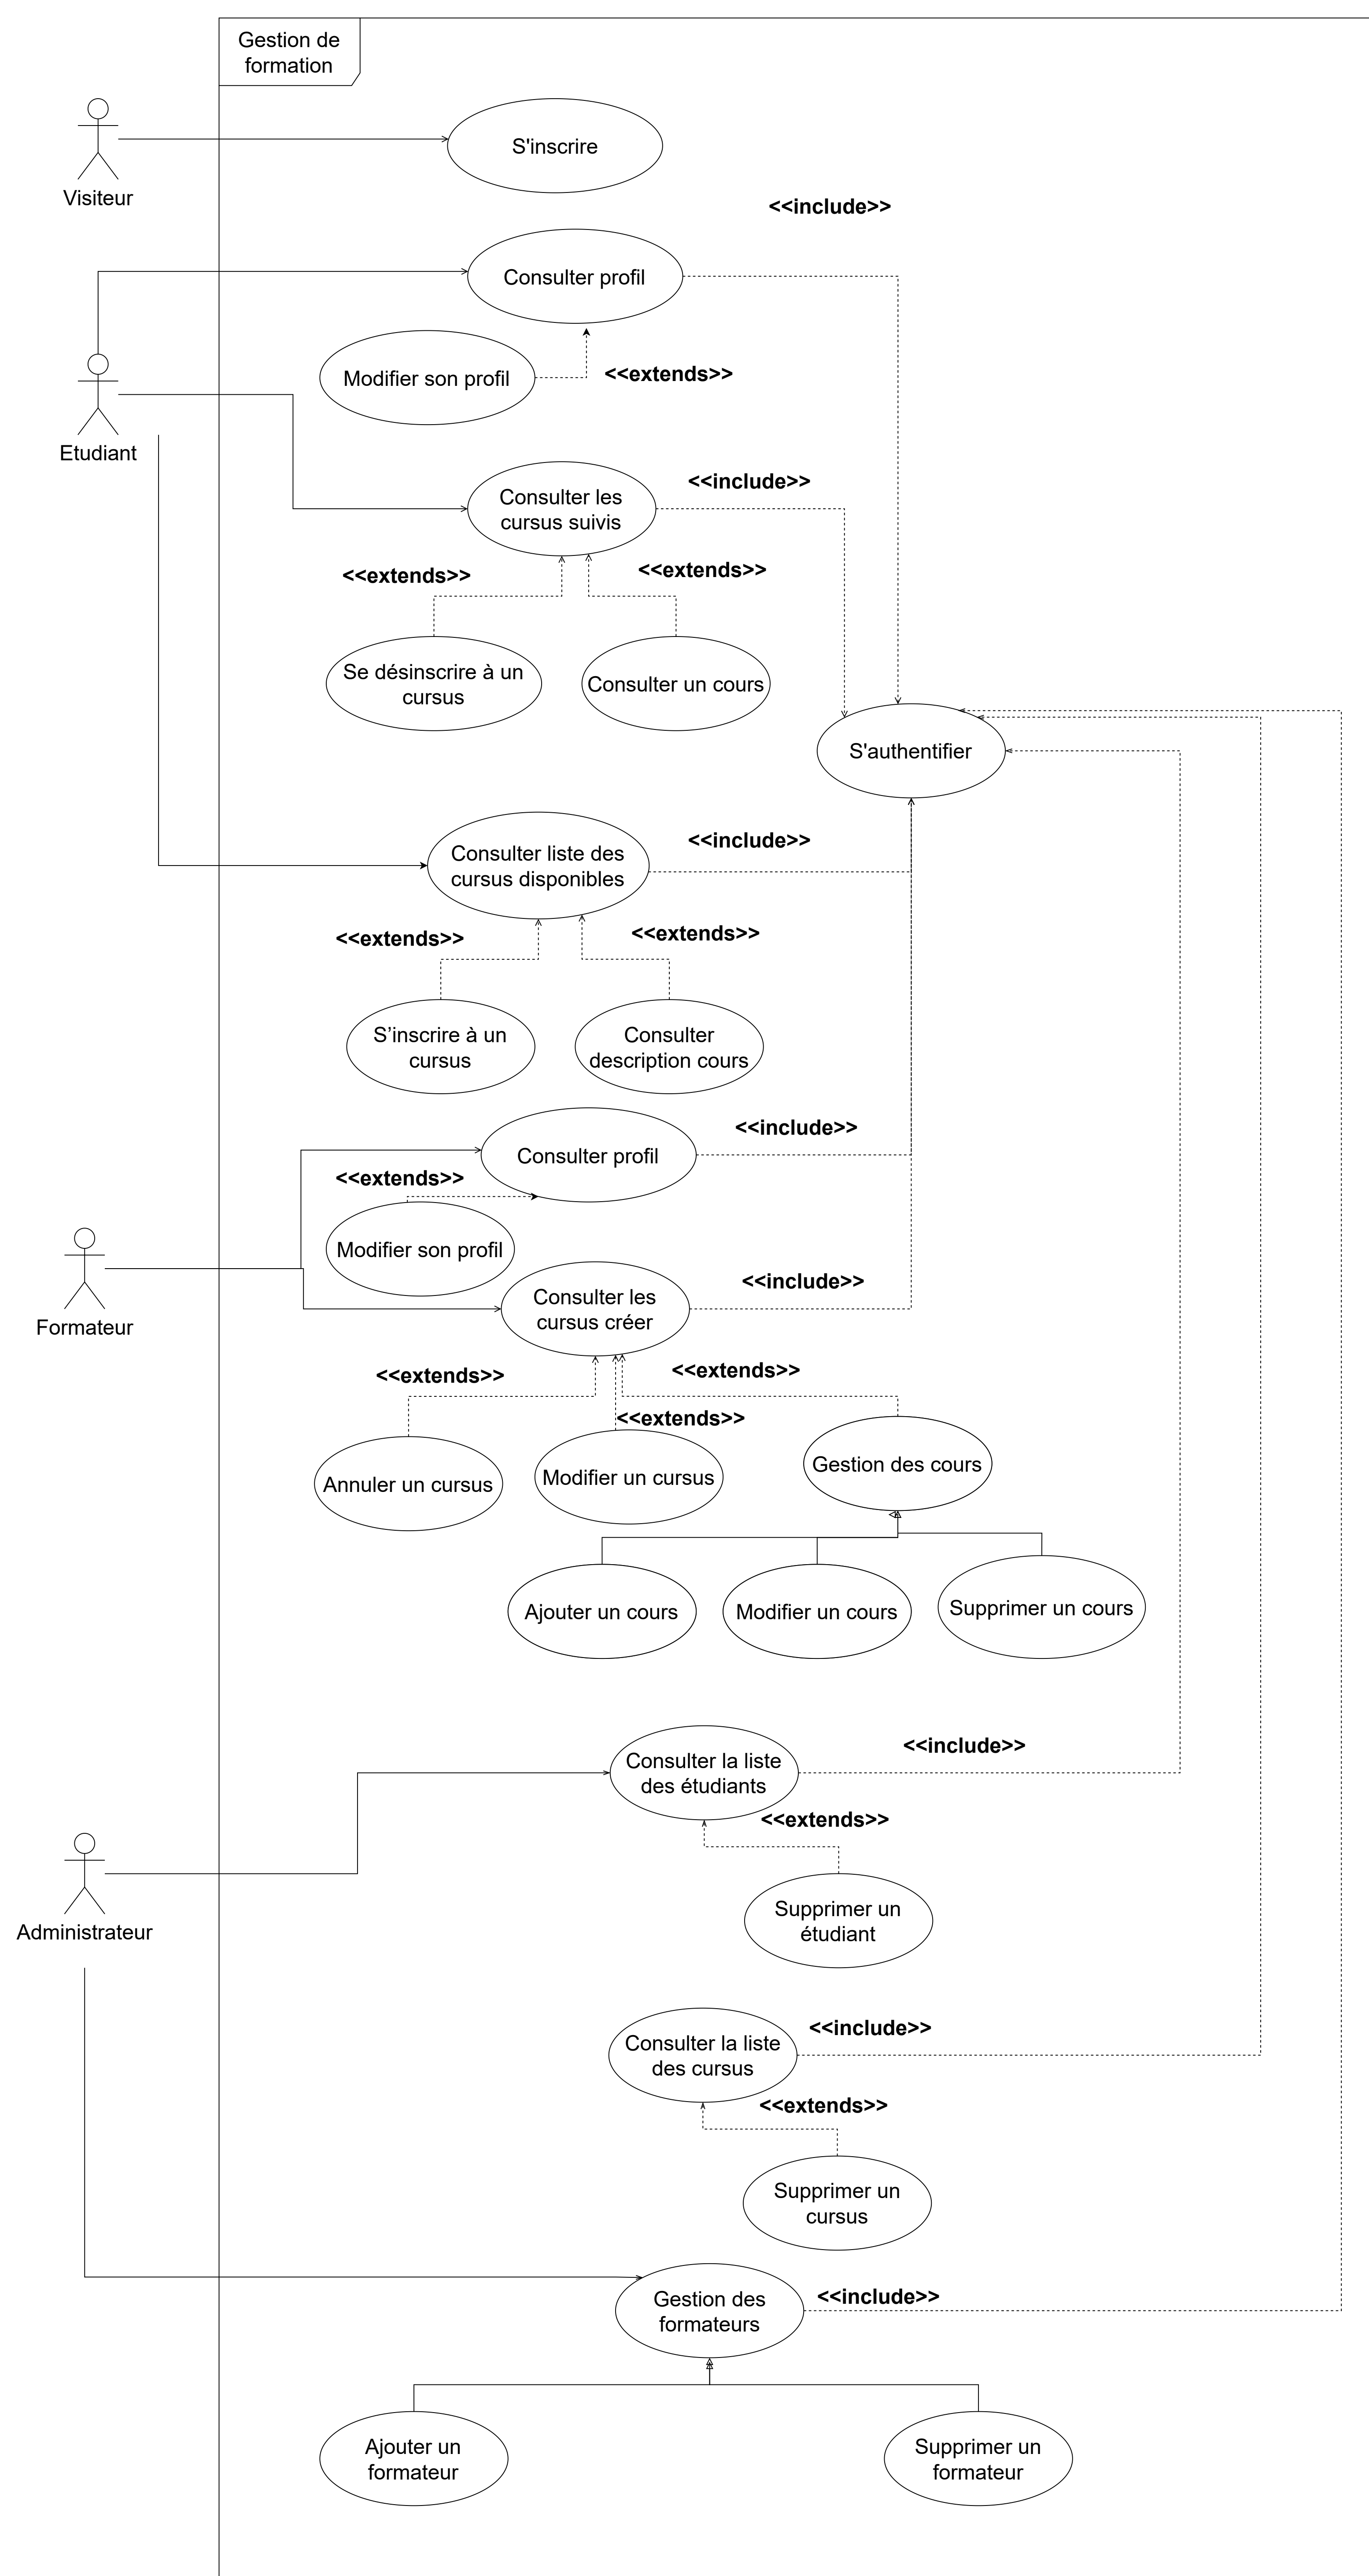 Gestion de
formation
S'inscrire
Visiteur
<<include>>
Consulter profil
<<extends>>
Modifier son profil
Etudiant
<<include>>
Consulter les
cursus suivis
<<extends>>
<<extends>>
Se désinscrire à un
cursus
Consulter un cours
S'authentifier
<<include>>
Consulter liste des
cursus disponibles
<<extends>>
<<extends>>
S’inscrire à un
cursus
Consulter
description cours
<<include>>
Consulter profil
<<extends>>
Modifier son profil
<<include>>
Consulter les
cursus créer
Formateur
<<extends>>
<<extends>>
<<extends>>
Gestion des cours
Annuler un cursus
Modifier un cursus
Ajouter un cours
Modifier un cours
Supprimer un cours
<<include>>
Consulter la liste
des étudiants
<<extends>>
Supprimer un
étudiant
Administrateur
<<include>>
Consulter la liste
des cursus
<<extends>>
Supprimer un
cursus
<<include>>
Gestion des
formateurs
Ajouter un
formateur
Supprimer un
formateur